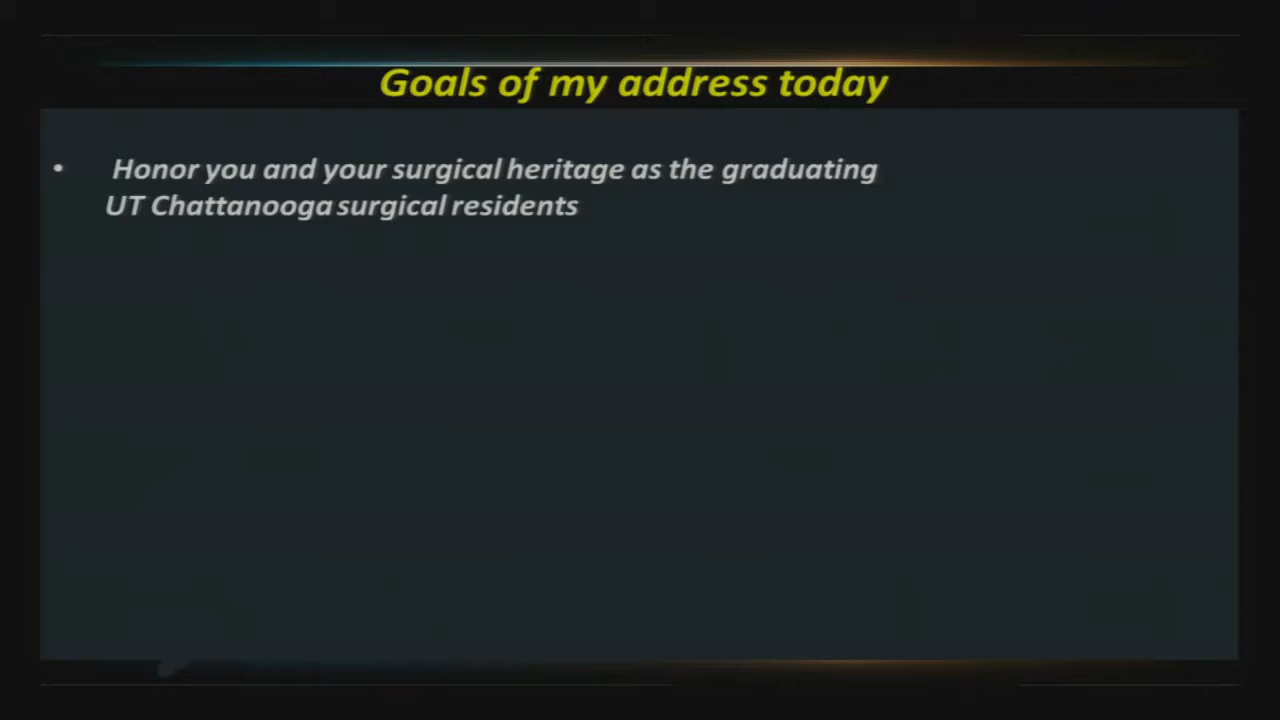 Goals of my address today
• Honor you and your surgical heritage as the graduating
UT Chattanooga surgical residents